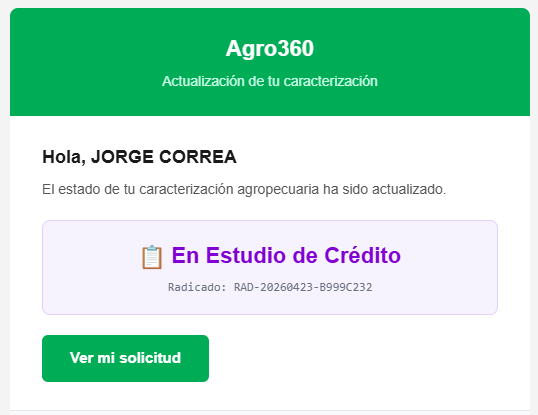 Agro360
Actualización de tu caracterización
Hola, JORGE CORREA
El estado de tu caracterización agropecuaria ha sido actualizado.
📋 En Estudio de Crédito
Radicado: RAD-20260423-B999C232
Ver mi solicitud